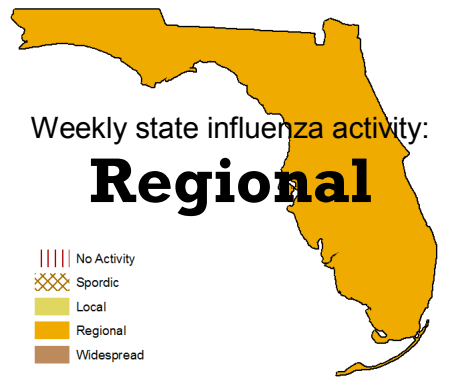 Weekly state influenza activity:
Regional
No Activity
Spordic
Local
Regional
Widespread